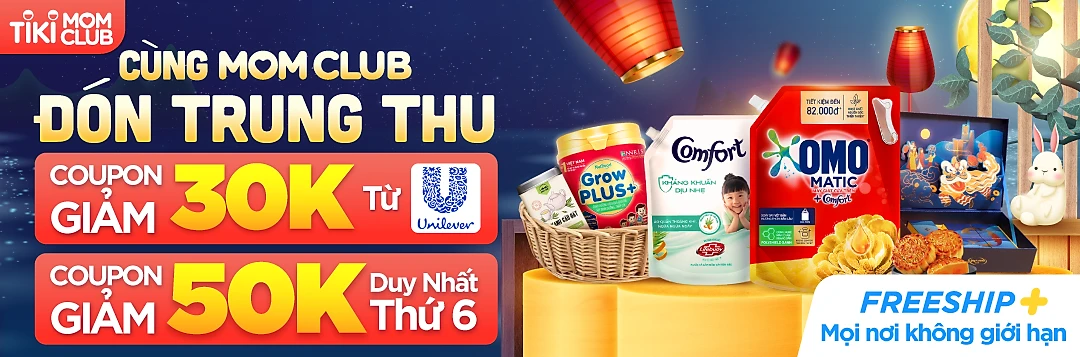 TIKI MOM CLUB
CÙNG MOM CLUB
ĐÓN TRUNG THU
COUPON GIẢM 30K Từ Unilever
COUPON GIẢM 50K Duy Nhất Thứ 6
Grow
PLUS+
Comfort
KHÁNG KHUẨN
DỊU NHẸ
Lifebuoy
TIẾT KIỆM ĐẾN
82.000đ
OMO
MATIC
+ Comfort
FREESHIP+
Mọi nơi không giới hạn